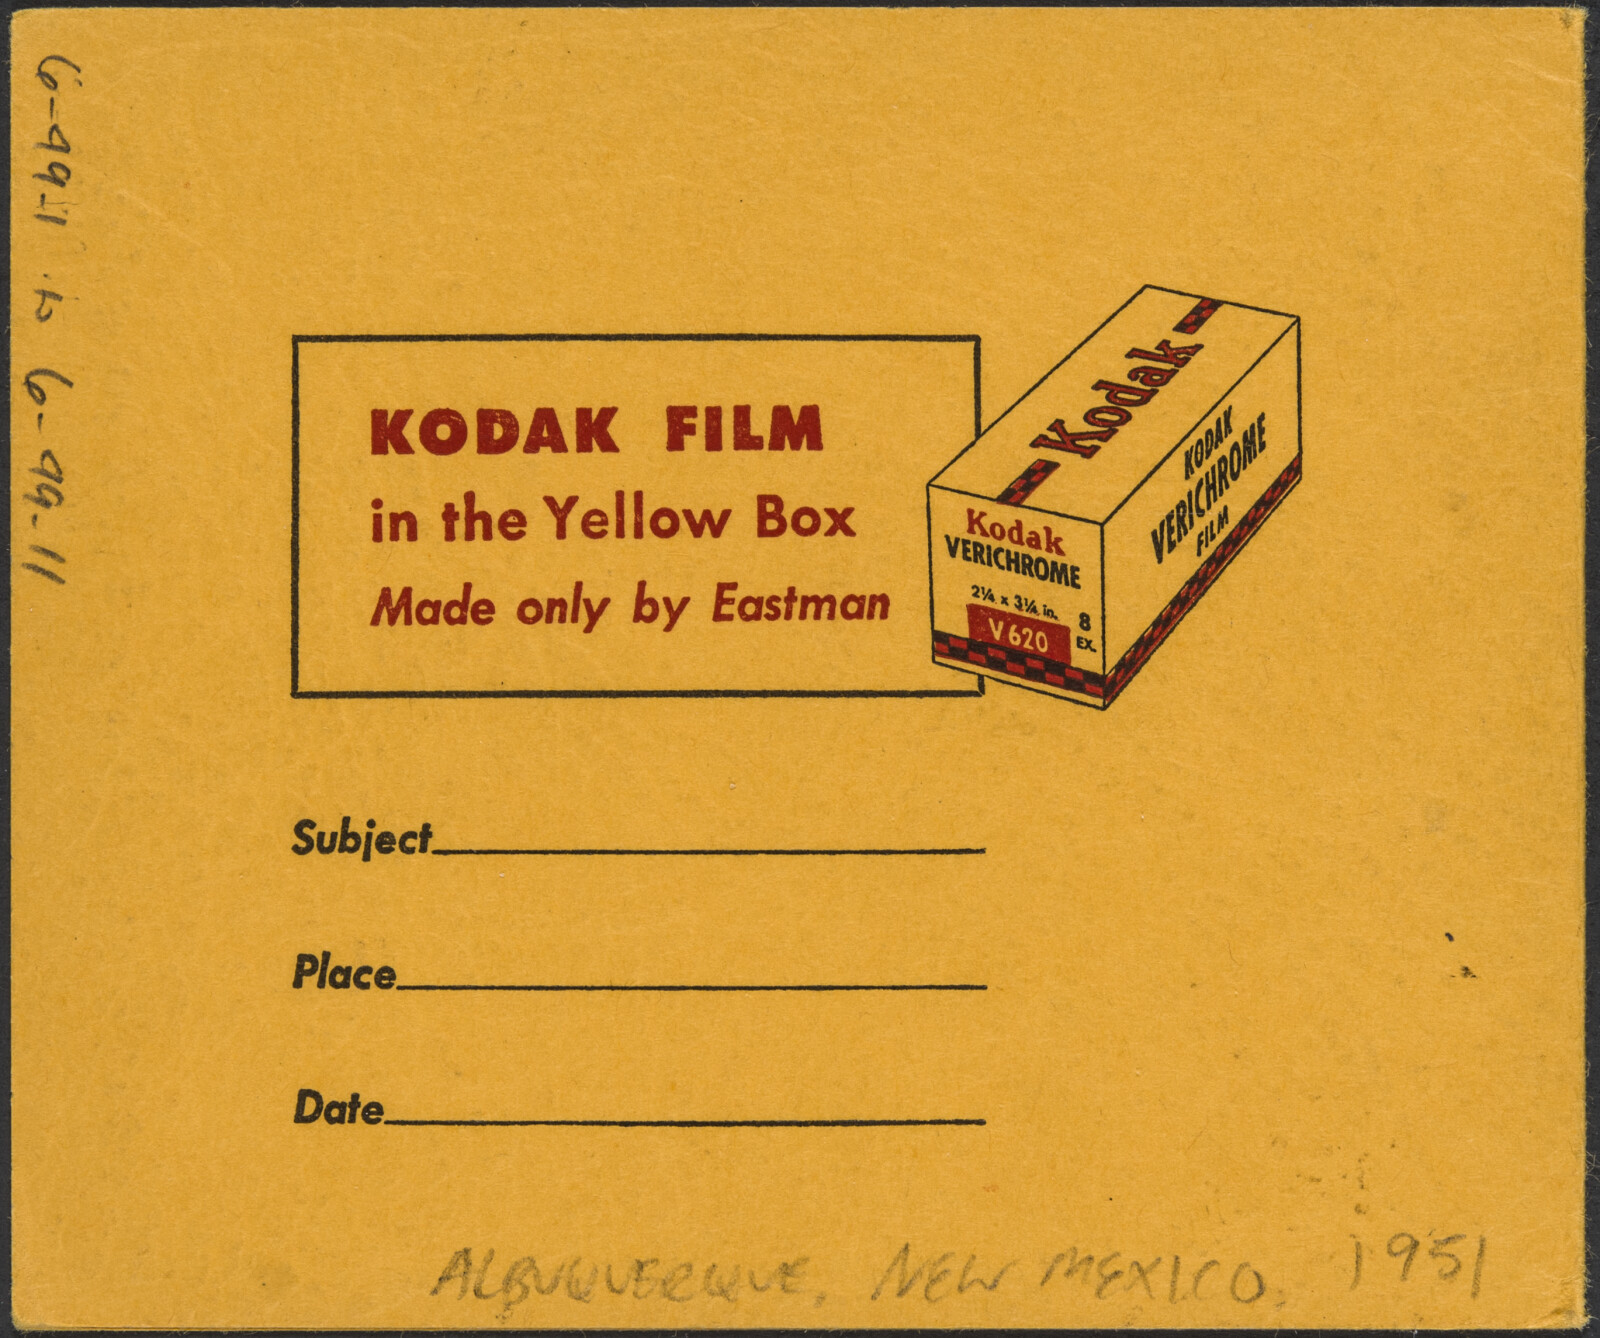 6-99-1 to 6-99-11
KODAK FILM
in the Yellow Box
Made only by Eastman
Kodak
KODAK
VERICHROME
FILM
Kodak
VERICHROME
2¼ x 3¼ in.
8
EX.
V620
Subject
Place
Date
ALBUQUERQUE, NEW MEXICO, 1951